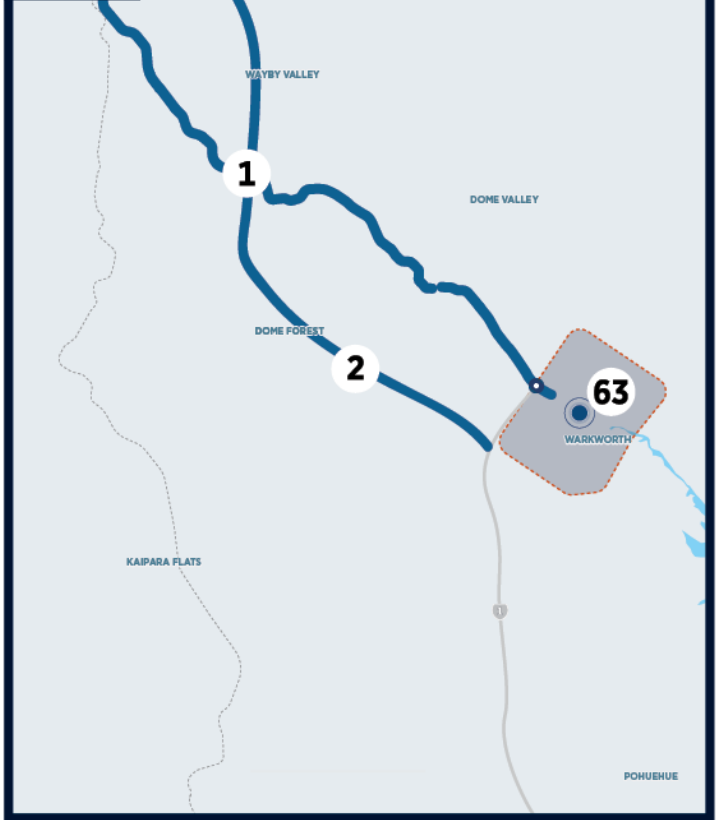 WAYBY VALLEY
1
DOME VALLEY
DOME FOREST
2
63
WARKWORTH
KAIPARA FLATS
1
POHUEHUE